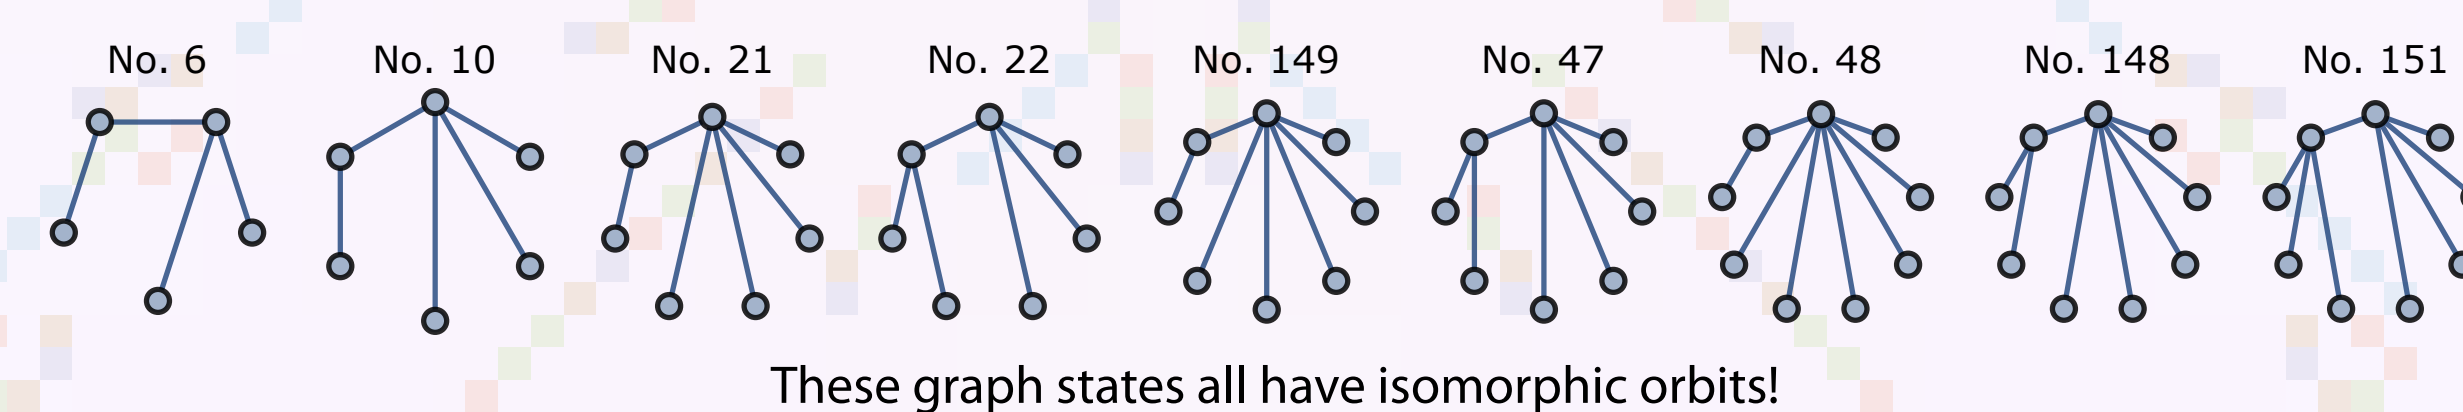 No. 6 No. 10 No. 21 No. 22 No. 149 No. 47 No. 48 No. 148 No. 151
These graph states all have isomorphic orbits!